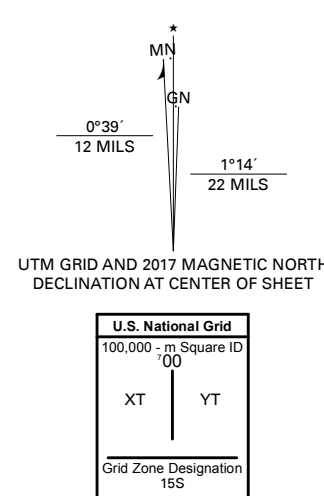 ★
MN
GN
0°39´
12 MILS
1°14´
22 MILS
UTM GRID AND 2017 MAGNETIC NORTH
DECLINATION AT CENTER OF SHEET
U.S. National Grid
100,000 - m Square ID
⁷00
XT YT
Grid Zone Designation
15S